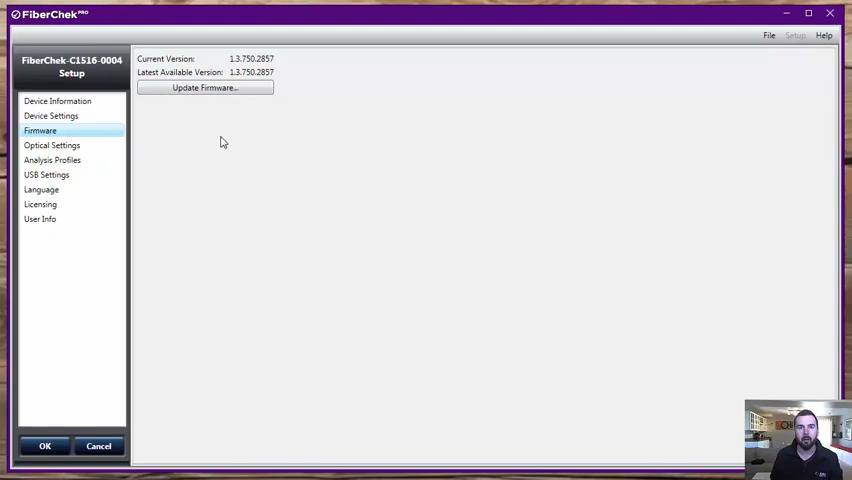 FiberChek PRO
File Setup Help
FiberChek-C1516-0004
Setup
Device Information
Device Settings
Firmware
Optical Settings
Analysis Profiles
USB Settings
Language
Licensing
User Info
Current Version: 1.3.750.2857
Latest Available Version: 1.3.750.2857
Update Firmware...
OK Cancel